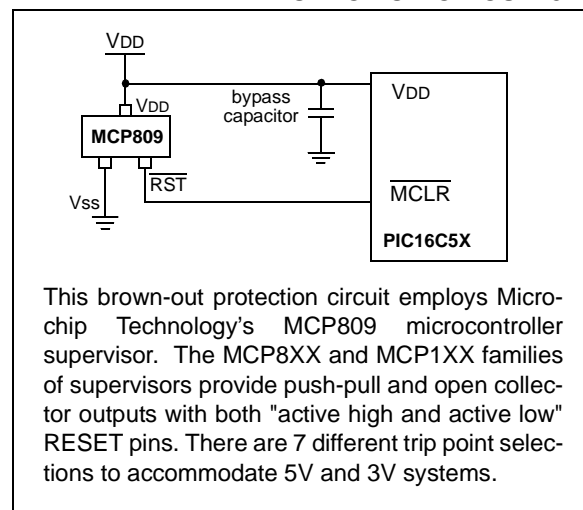 VDD
VDD
MCP809
RST
Vss
bypass
capacitor
VDD
MCLR
PIC16C5X
This brown-out protection circuit employs Micro-
chip Technology's MCP809 microcontroller
supervisor. The MCP8XX and MCP1XX families
of supervisors provide push-pull and open collec-
tor outputs with both "active high and active low"
RESET pins. There are 7 different trip point selec-
tions to accommodate 5V and 3V systems.